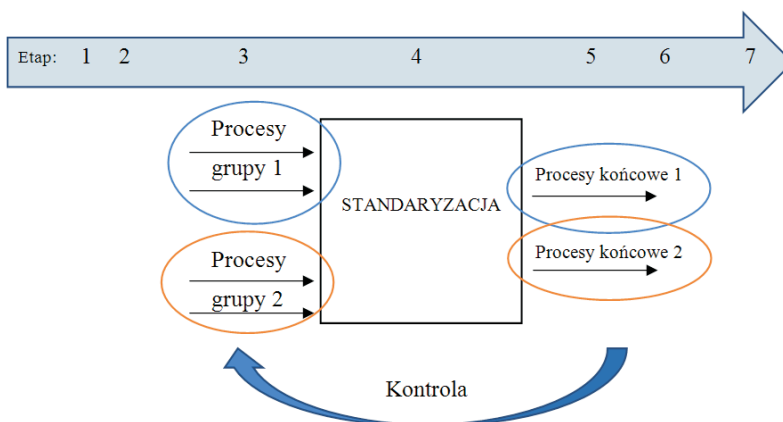 Etap: 1 2 3 4 5 6 7
Procesy
grupy 1
STANDARYZACJA
Procesy końcowe 1
Procesy
grupy 2
Procesy końcowe 2
Kontrola